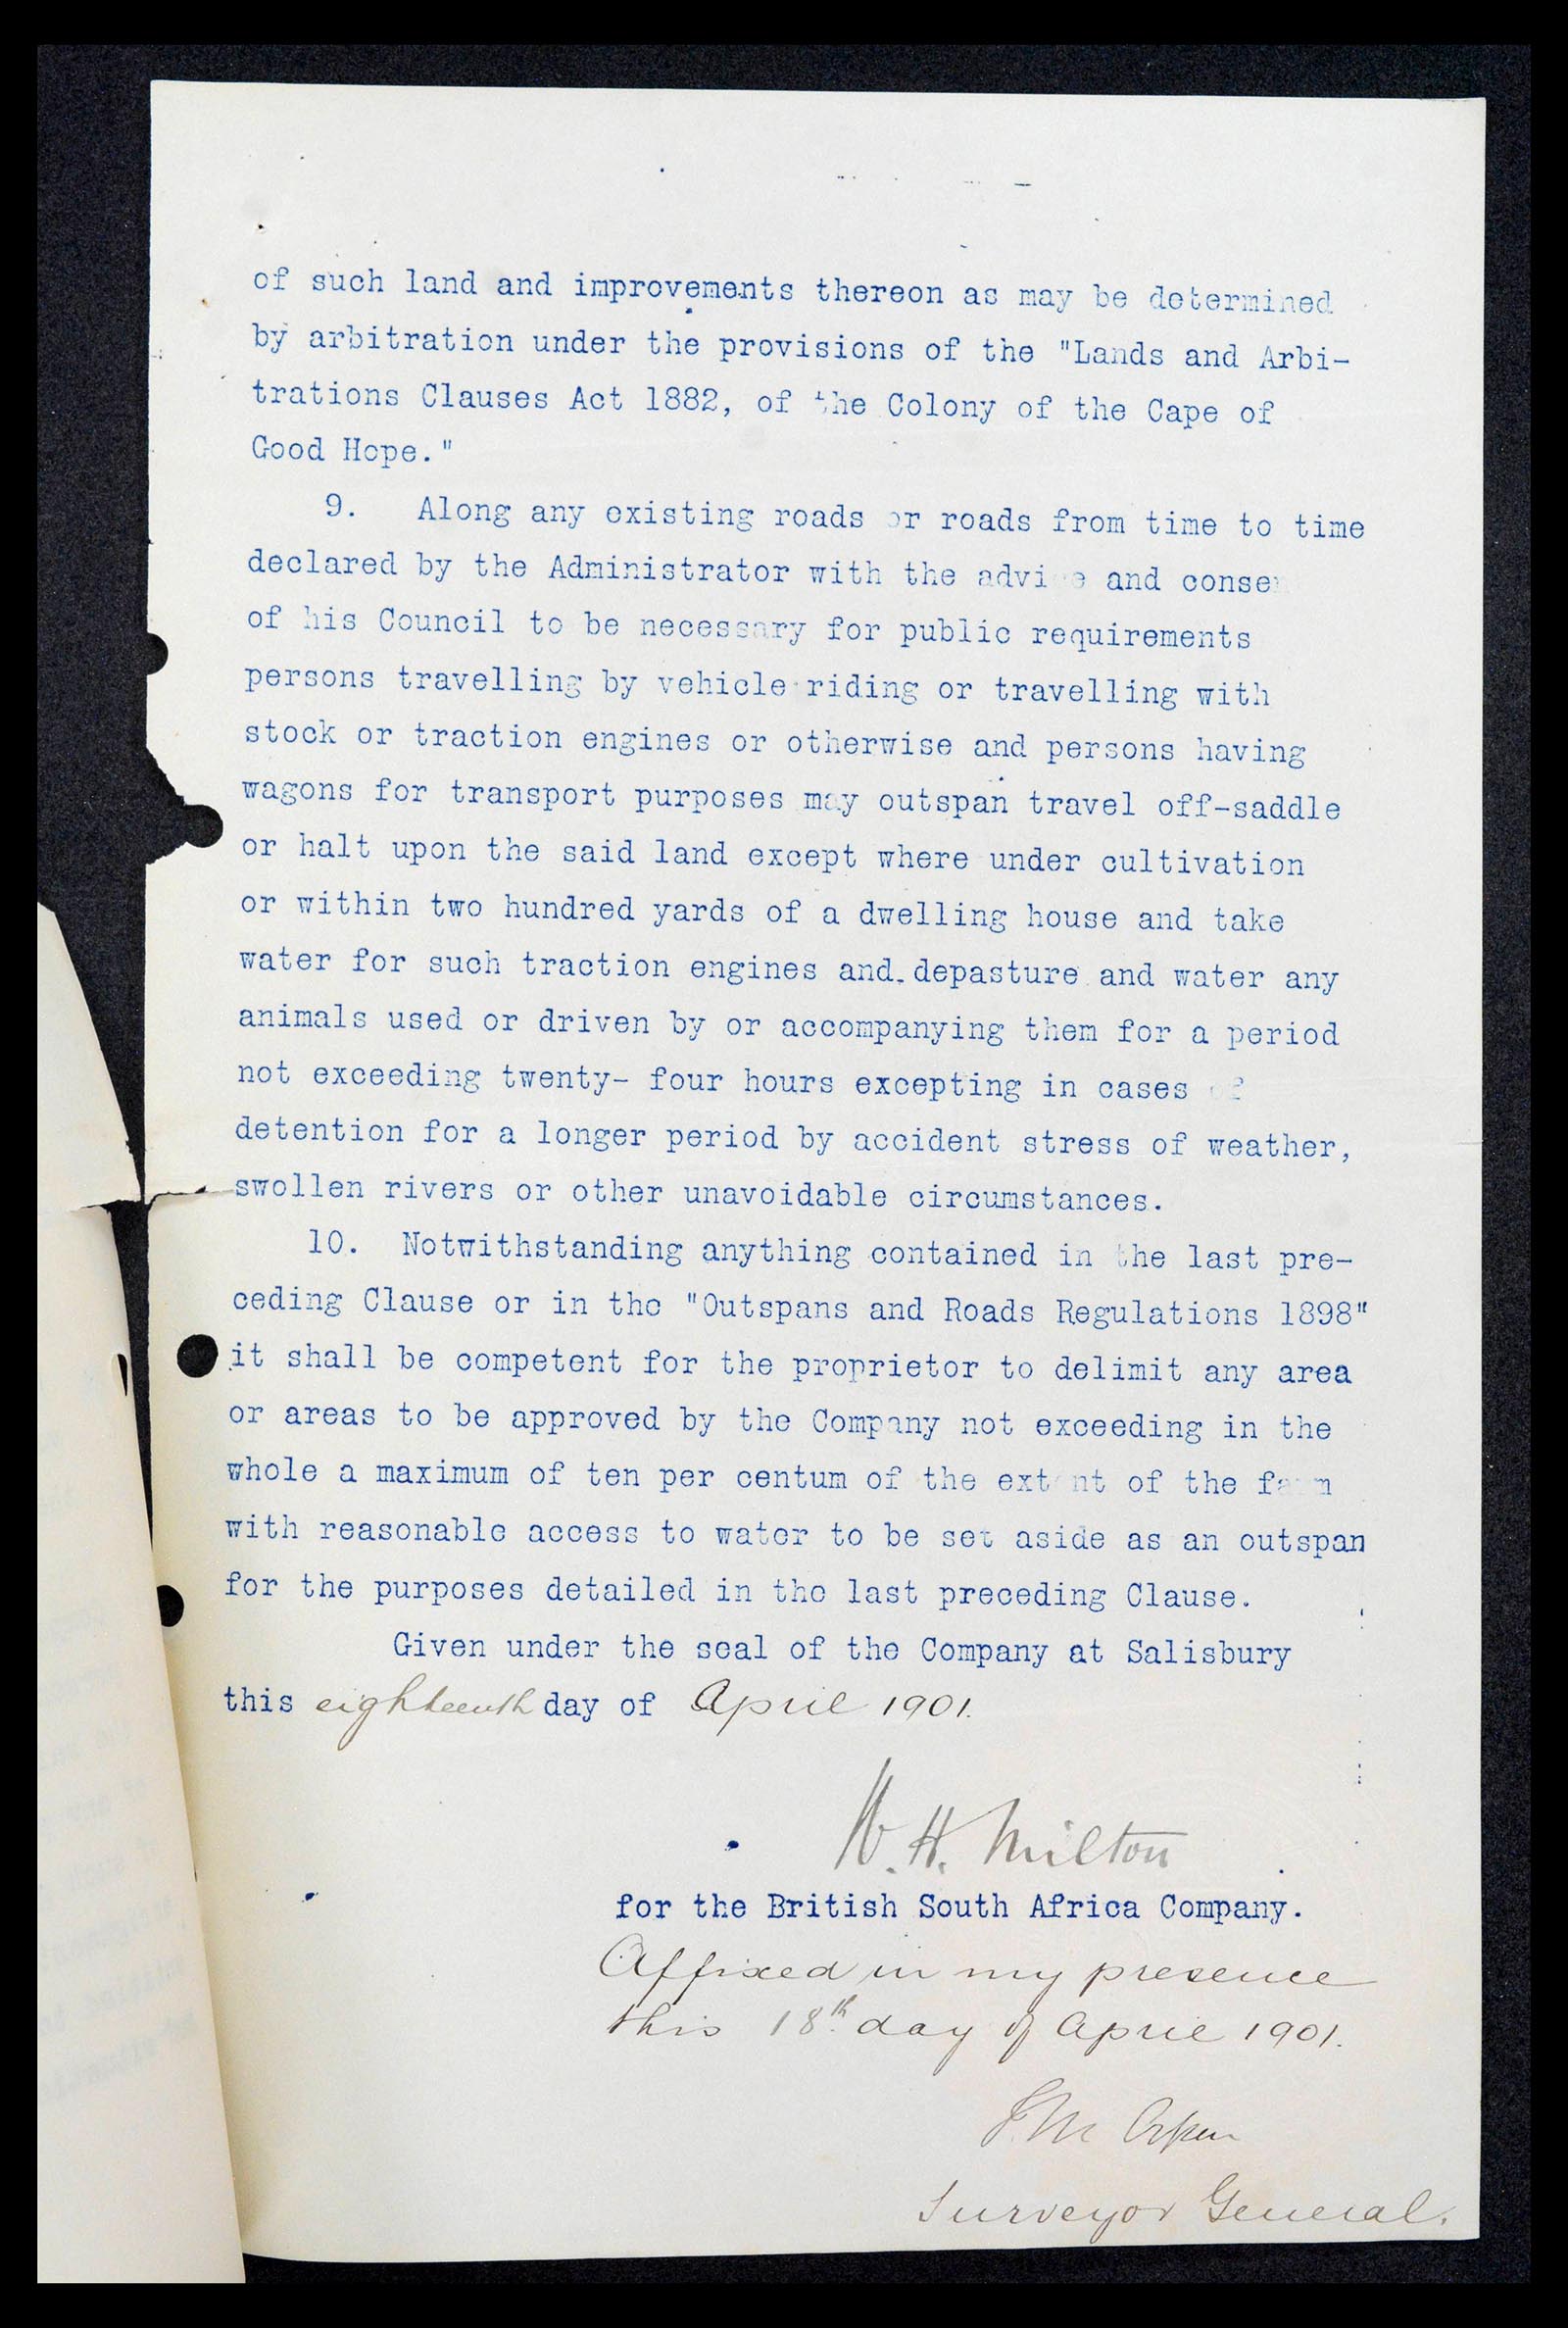 of such land and improvements thereon as may be determined
by arbitration under the provisions of the "Lands and Arbi-
trations Clauses Act 1882, of the Colony of the Cape of
Good Hope."
9. Along any existing roads or roads from time to time
declared by the Administrator with the advice and consen
of his Council to be necessary for public requirements
persons travelling by vehicle riding or travelling with
stock or traction engines or otherwise and persons having
wagons for transport purposes may outspan travel off-saddle
or halt upon the said land except where under cultivation
or within two hundred yards of a dwelling house and take
water for such traction engines and depasture and water any
animals used or driven by or accompanying them for a period
not exceeding twenty- four hours excepting in cases of
detention for a longer period by accident stress of weather,
swollen rivers or other unavoidable circumstances.
10. Notwithstanding anything contained in the last pre-
ceding Clause or in the "Outspans and Roads Regulations 1898"
it shall be competent for the proprietor to delimit any area
or areas to be approved by the Company not exceeding in the
whole a maximum of ten per centum of the extent of the farm
with reasonable access to water to be set aside as an outspan
for the purposes detailed in the last preceding Clause.
Given under the seal of the Company at Salisbury
this eighteenth day of April 1901.
W. H. Milton
for the British South Africa Company.
Affixed in my presence
this 18th day of April 1901.
J. M Orpen
Surveyor General.